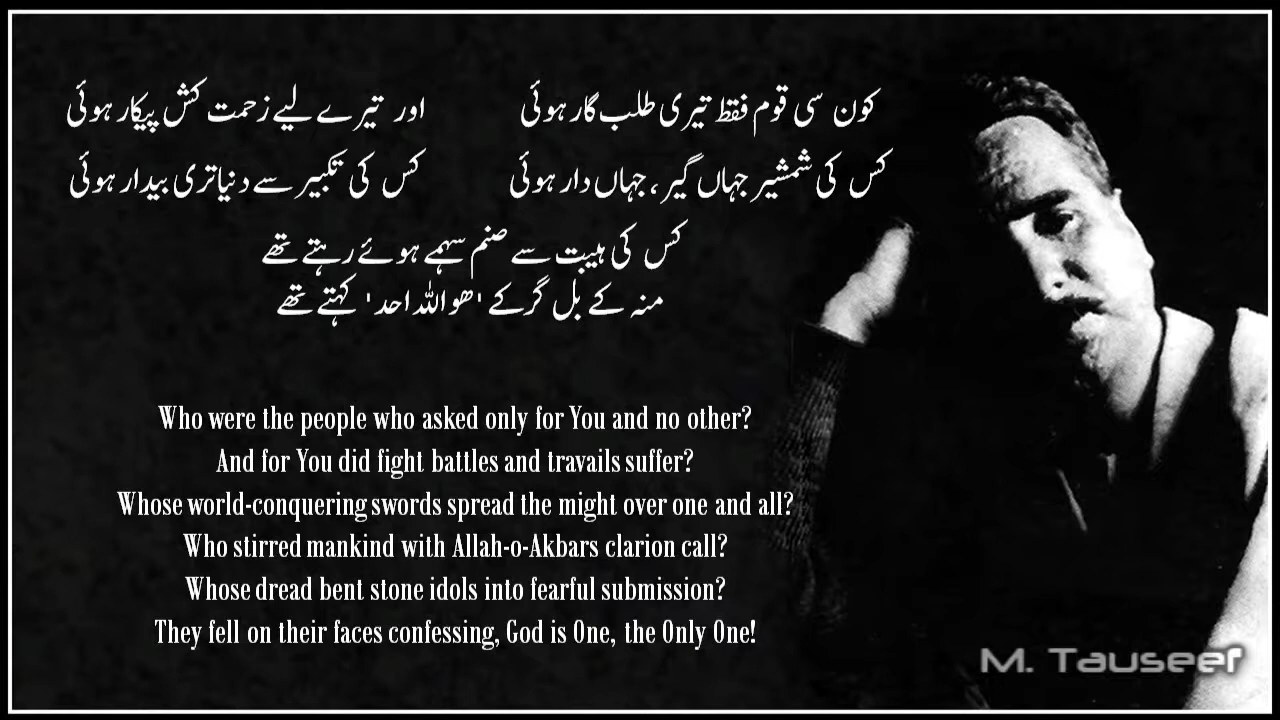 کون سی قوم فقط تیری طلب گار ہوئی اور تیرے لیے زحمت کش پیکار ہوئی
کس کی شمشیر جہاں گیر ، جہاں دار ہوئی کس کی تکبیر سے دنیا تری بیدار ہوئی
کس کی ہیبت سے صنم سہمے ہوئے رہتے تھے
منہ کے بل گر کے 'ھو اللہ احد' کہتے تھے
Who were the people who asked only for You and no other?
And for You did fight battles and travails suffer?
Whose world-conquering swords spread the might over one and all?
Who stirred mankind with Allah-o-Akbars clarion call?
Whose dread bent stone idols into fearful submission?
They fell on their faces confessing, God is One, the Only One!
M. Tauseef